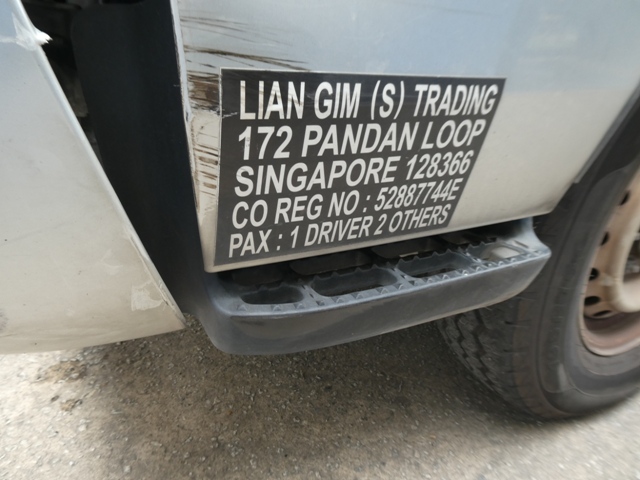 LIAN GIM (S) TRADING
172 PANDAN LOOP
SINGAPORE 128366
CO REG NO : 52887744E
PAX : 1 DRIVER 2 OTHERS